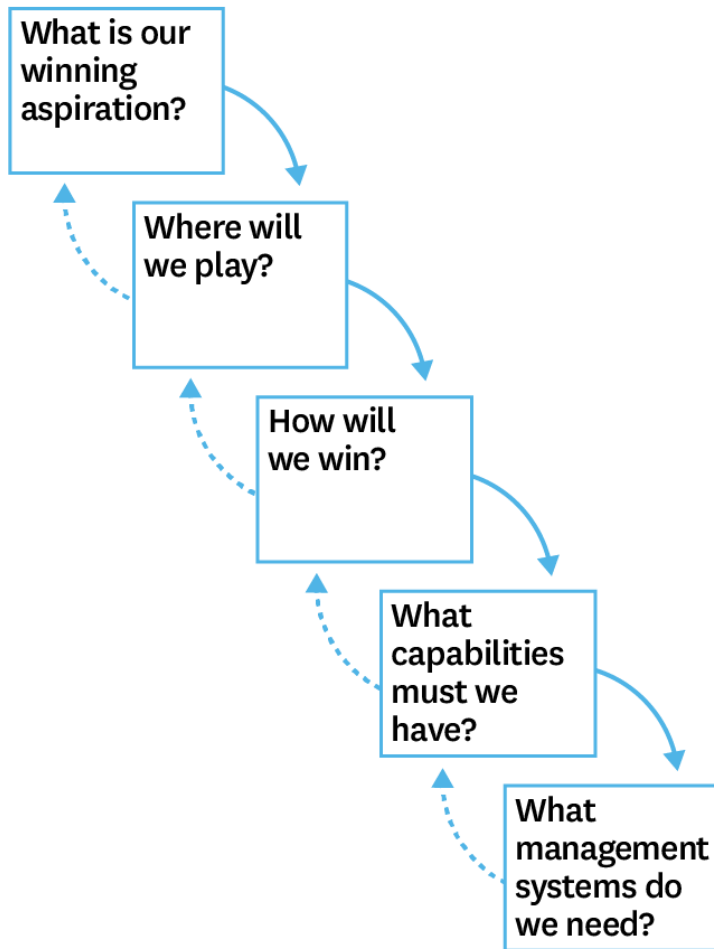 What is our
winning
aspiration?
Where will
we play?
How will
we win?
What
capabilities
must we
have?
What
management
systems do
we need?